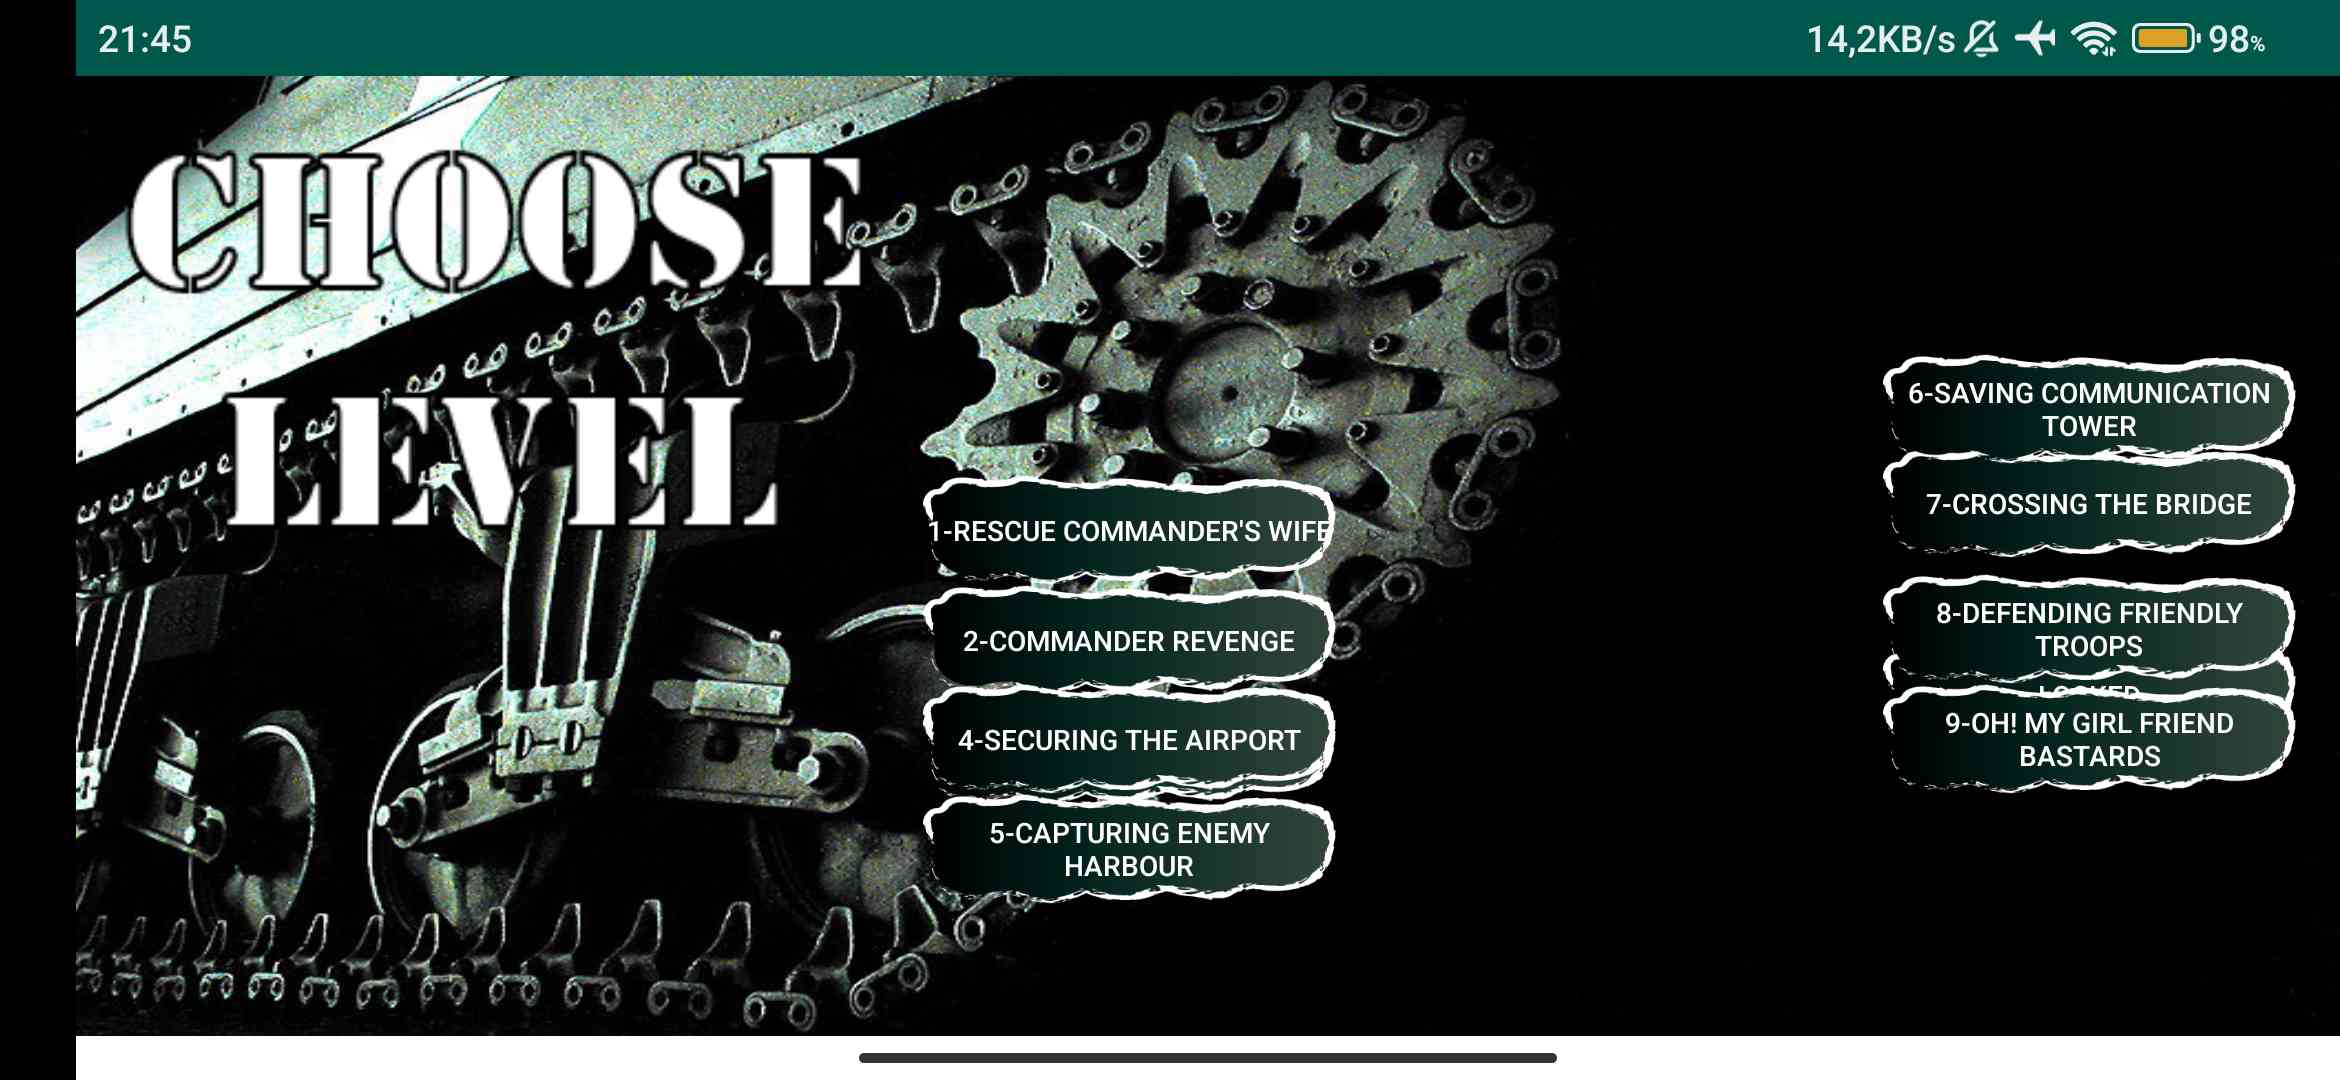 21:45
14,2KB/s 98%
CHOOSE
LEVEL
1-RESCUE COMMANDER'S WIFE
2-COMMANDER REVENGE
4-SECURING THE AIRPORT
5-CAPTURING ENEMY
HARBOUR
6-SAVING COMMUNICATION
TOWER
7-CROSSING THE BRIDGE
8-DEFENDING FRIENDLY
TROOPS
LOCKED
9-OH! MY GIRL FRIEND
BASTARDS